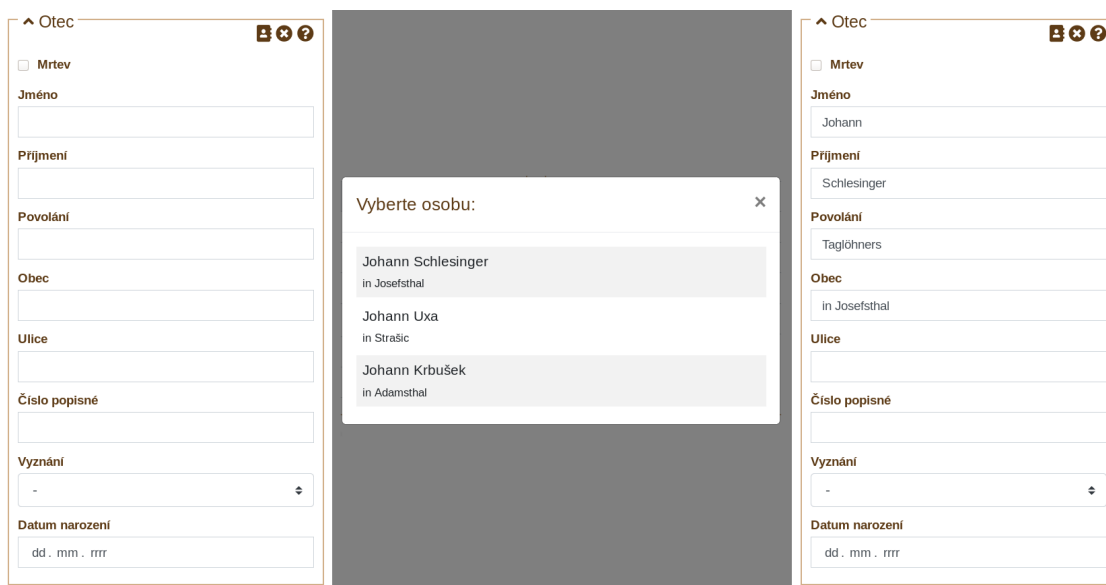 Otec
Mrtev
Jméno
Příjmení
Povolání
Obec
Ulice
Číslo popisné
Vyznání
-
Datum narození
dd . mm . rrrr
Vyberte osobu:
×
Johann Schlesinger
in Josefsthal
Johann Uxa
in Strašic
Johann Krbušek
in Adamsthal
Otec
Mrtev
Jméno
Johann
Příjmení
Schlesinger
Povolání
Taglöhners
Obec
in Josefsthal
Ulice
Číslo popisné
Vyznání
-
Datum narození
dd . mm . rrrr